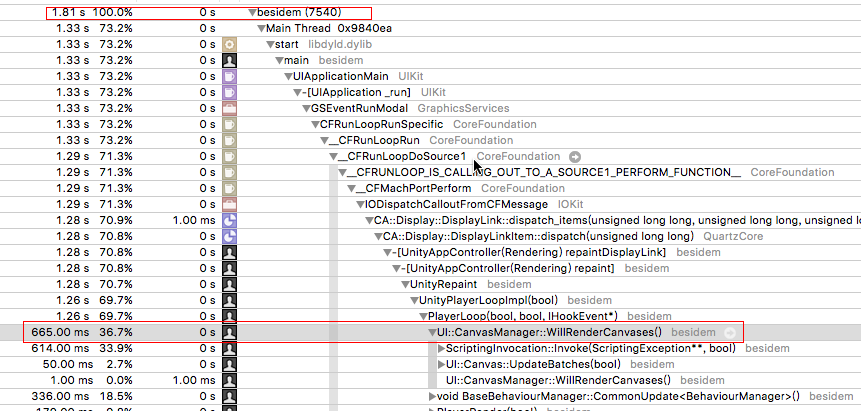 1.81 s 100.0% 0 s ▼besidem (7540)
1.33 s 73.2% 0 s ▼Main Thread 0x9840ea
1.33 s 73.2% 0 s ▼start libdyld.dylib
1.33 s 73.2% 0 s ▼main besidem
1.33 s 73.2% 0 s ▼UIApplicationMain UIKit
1.33 s 73.2% 0 s ▼-[UIApplication _run] UIKit
1.33 s 73.2% 0 s ▼GSEventRunModal GraphicsServices
1.33 s 73.2% 0 s ▼CFRunLoopRunSpecific CoreFoundation
1.33 s 73.2% 0 s ▼__CFRunLoopRun CoreFoundation
1.29 s 71.3% 0 s ▼__CFRunLoopDoSource1 CoreFoundation
1.29 s 71.3% 0 s ▼__CFRUNLOOP_IS_CALLING_OUT_TO_A_SOURCE1_PERFORM_FUNCTION__ CoreFoundation
1.29 s 71.3% 0 s ▼__CFMachPortPerform CoreFoundation
1.29 s 71.3% 0 s ▼IODispatchCalloutFromCFMessage IOKit
1.28 s 70.9% 1.00 ms ▼CA::Display::DisplayLink::dispatch_items(unsigned long long, unsigned long long, unsigned lo
1.28 s 70.8% 0 s ▼CA::Display::DisplayLinkItem::dispatch(unsigned long long) QuartzCore
1.28 s 70.8% 0 s ▼-[UnityAppController(Rendering) repaintDisplayLink] besidem
1.28 s 70.8% 0 s ▼-[UnityAppController(Rendering) repaint] besidem
1.28 s 70.7% 0 s ▼UnityRepaint besidem
1.26 s 69.7% 0 s ▼UnityPlayerLoopImpl(bool) besidem
1.26 s 69.7% 0 s ▼PlayerLoop(bool, bool, IHookEvent*) besidem
665.00 ms 36.7% 0 s ▼UI::CanvasManager::WillRenderCanvases() besidem
614.00 ms 33.9% 0 s ▶ScriptingInvocation::Invoke(ScriptingException**, bool) besidem
50.00 ms 2.7% 0 s ▶UI::Canvas::UpdateBatches(bool) besidem
1.00 ms 0.0% 1.00 ms UI::CanvasManager::WillRenderCanvases() besidem
336.00 ms 18.5% 0 s ▶void BaseBehaviourManager::CommonUpdate<BehaviourManager>() besidem